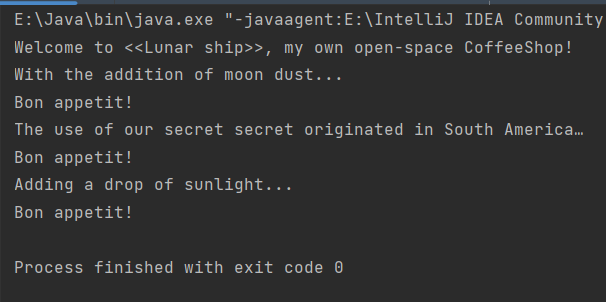 E:\Java\bin\java.exe "-javaagent:E:\IntelliJ IDEA Community
Welcome to <<Lunar ship>>, my own open-space CoffeeShop!
With the addition of moon dust...
Bon appetit!
The use of our secret secret originated in South America…
Bon appetit!
Adding a drop of sunlight...
Bon appetit!
Process finished with exit code 0